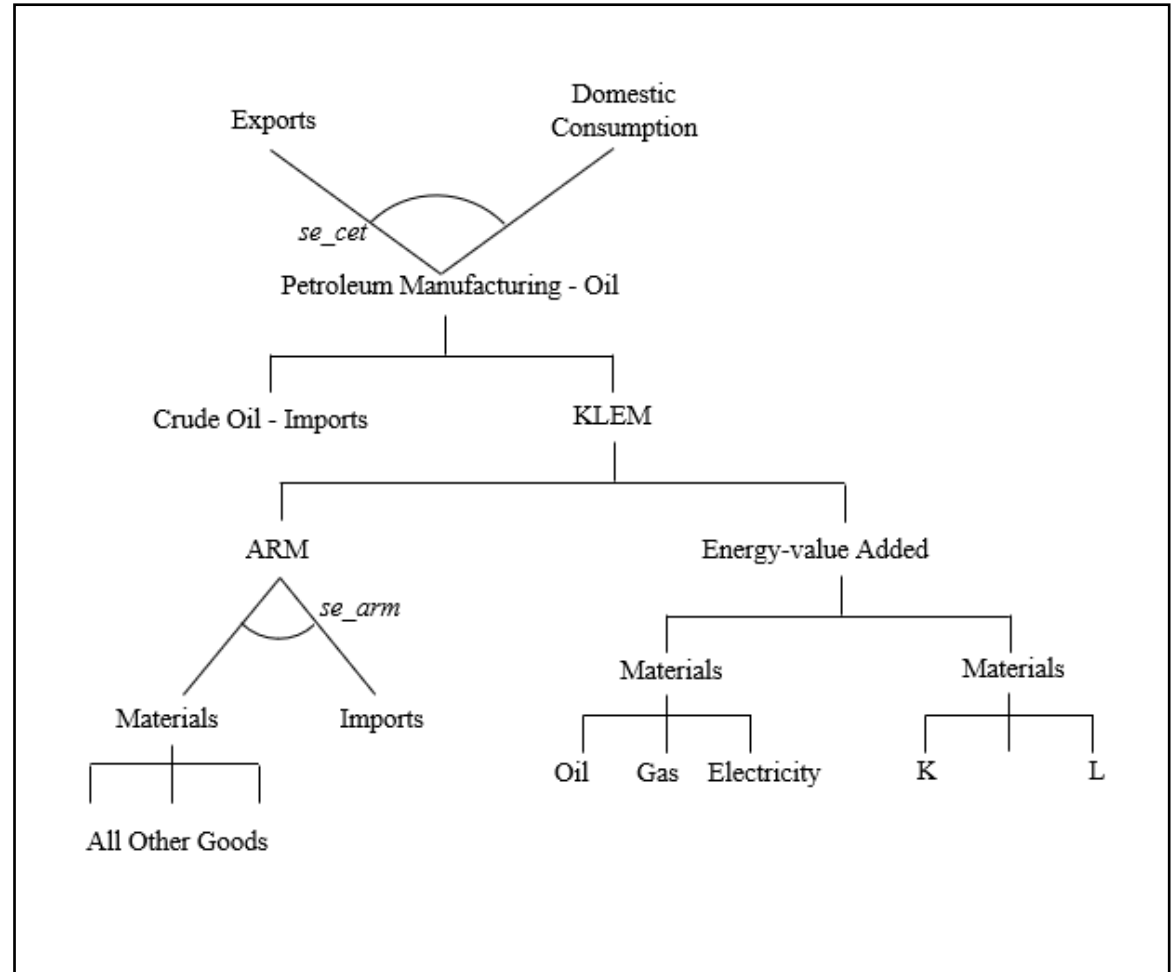 Domestic
Exports
Consumption
se_cet
Petroleum Manufacturing - Oil
Crude Oil - Imports
KLEM
ARM
Energy-value Added
se_arm
Materials
Materials
Materials
Imports
Oil
Gas
Electricity
K
L
All Other Goods